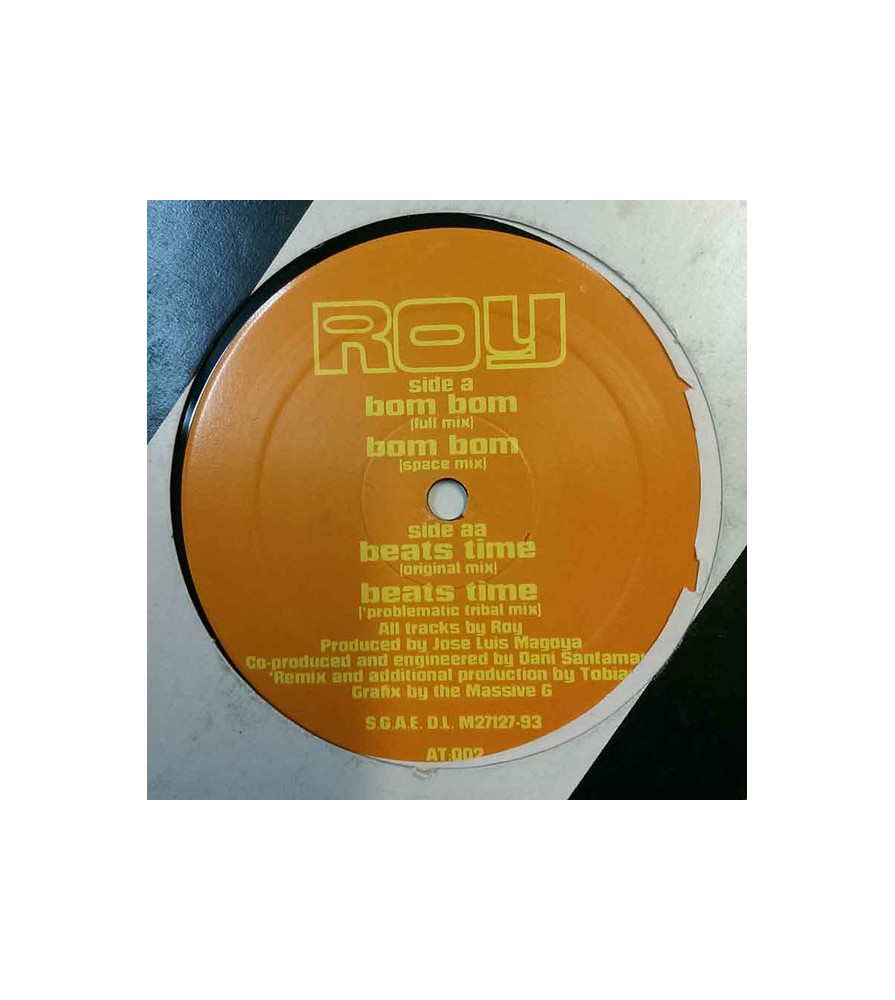 ROY
side a
bom bom
(full mix)
bom bom
(space mix)
side aa
beats time
(original mix)
beats time
(*problematic tribal mix)
All tracks by Roy
Produced by Jose Luis Magoya
Co-produced and engineered by Dani Santama
*Remix and additional production by Tobia
Grafix by the Massive G
S.G.A.E. D.L. M27127-93
AT:002